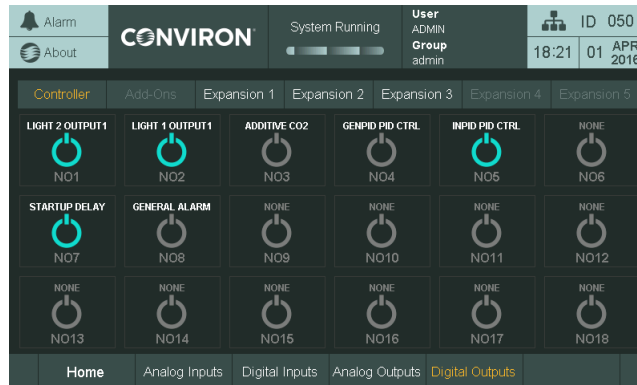 Alarm
About
CONVIRON
System Running
User
ADMIN
Group
admin
ID 050
18:21 01 APR 2016
Controller Add-Ons Expansion 1 Expansion 2 Expansion 3 Expansion 4 Expansion 5
LIGHT 2 OUTPUT1 LIGHT 1 OUTPUT1 ADDITIVE CO2 GENPID PID CTRL INPID PID CTRL NONE
NO1 NO2 NO3 NO4 NO5 NO6
STARTUP DELAY GENERAL ALARM NONE NONE NONE NONE
NO7 NO8 NO9 NO10 NO11 NO12
NONE NONE NONE NONE NONE NONE
NO13 NO14 NO15 NO16 NO17 NO18
Home Analog Inputs Digital Inputs Analog Outputs Digital Outputs